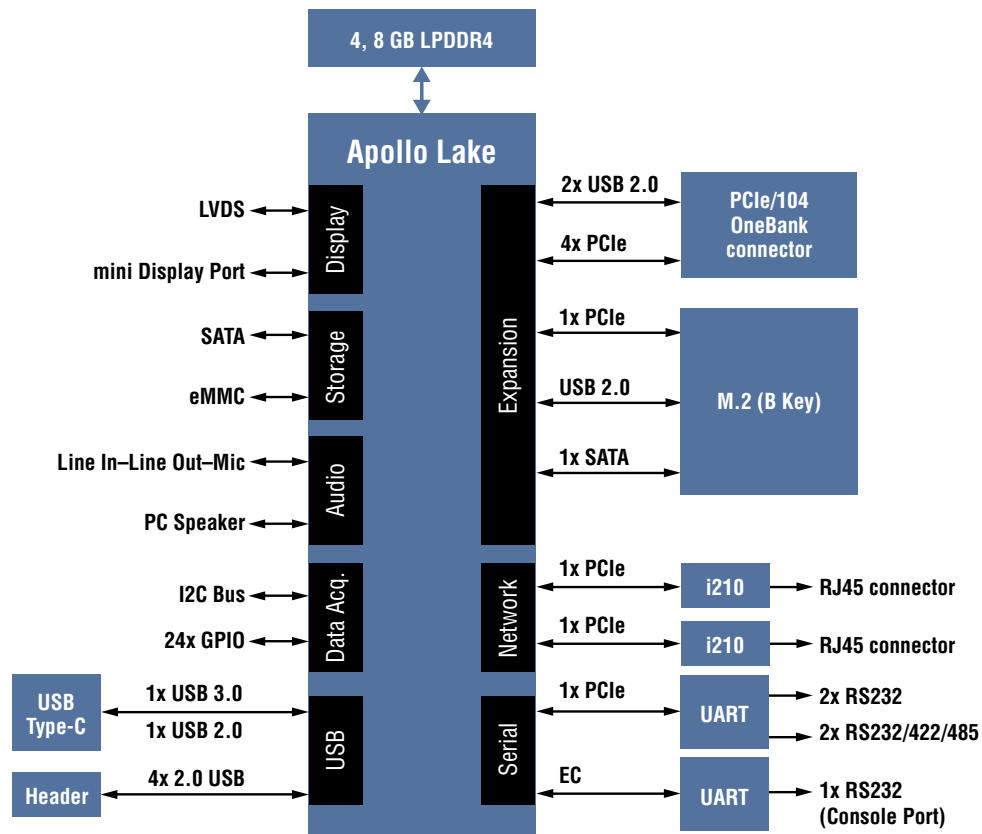 4, 8 GB LPDDR4
Apollo Lake
LVDS
mini Display Port
Display
SATA
eMMC
Storage
Line In–Line Out–Mic
PC Speaker
Audio
I2C Bus
24x GPIO
Data Acq.
USB
Type-C
1x USB 3.0
1x USB 2.0
Header
4x 2.0 USB
USB
Expansion
2x USB 2.0
4x PCIe
PCIe/104
OneBank
connector
1x PCIe
USB 2.0
1x SATA
M.2 (B Key)
Network
1x PCIe
i210
RJ45 connector
1x PCIe
i210
RJ45 connector
Serial
1x PCIe
UART
2x RS232
2x RS232/422/485
EC
UART
1x RS232
(Console Port)